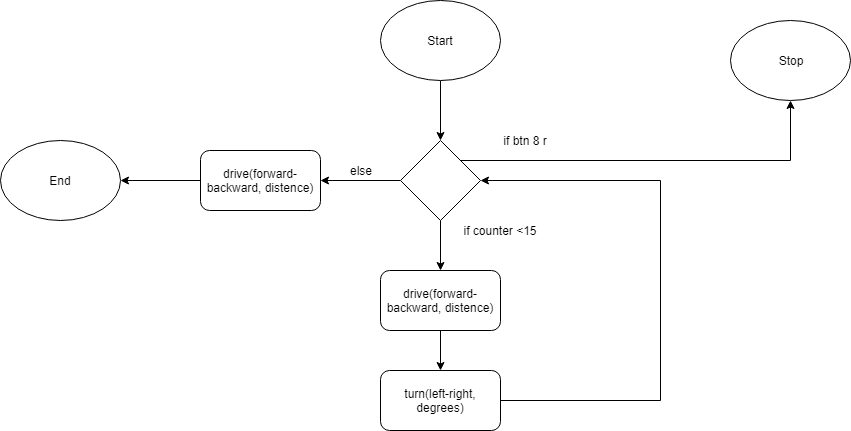 Start
Stop
if btn 8 r
else
End
drive(forward-
backward, distence)
if counter <15
drive(forward-
backward, distence)
turn(left-right,
degrees)